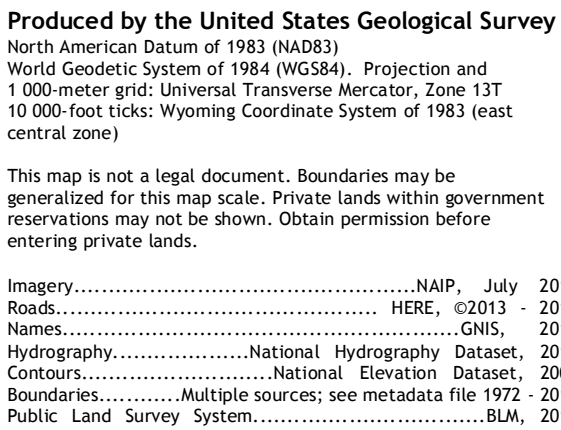 Produced by the United States Geological Survey
North American Datum of 1983 (NAD83)
World Geodetic System of 1984 (WGS84). Projection and
1 000-meter grid: Universal Transverse Mercator, Zone 13T
10 000-foot ticks: Wyoming Coordinate System of 1983 (east
central zone)
This map is not a legal document. Boundaries may be
generalized for this map scale. Private lands within government
reservations may not be shown. Obtain permission before
entering private lands.
Imagery.................................................NAIP, July
Roads.............................................. HERE, ©2013 -
Names.........................................................GNIS,
Hydrography....................National Hydrography Dataset,
Contours............................National Elevation Dataset,
Boundaries............Multiple sources; see metadata file 1972 -
Public Land Survey System.................................BLM,